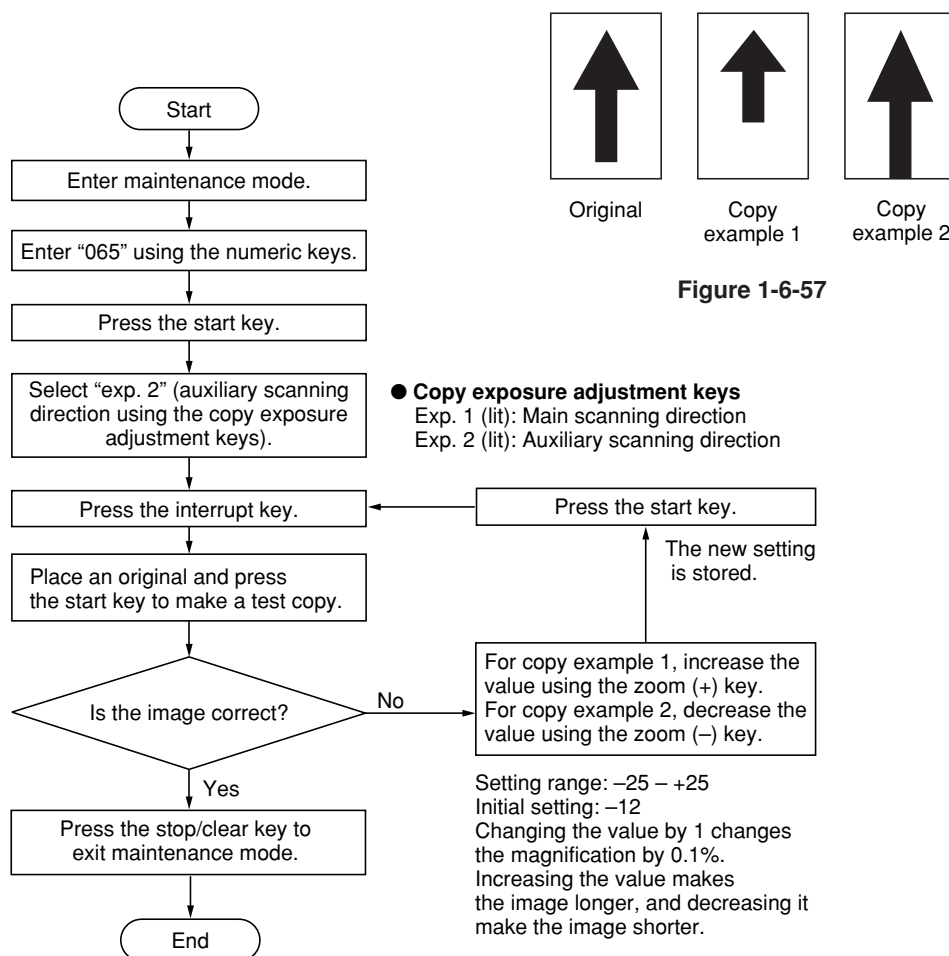 Original
Copy
example 1
Copy
example 2
Figure 1-6-57
Start
Enter maintenance mode.
Enter “065” using the numeric keys.
Press the start key.
Select “exp. 2” (auxiliary scanning
direction using the copy exposure
adjustment keys).
● Copy exposure adjustment keys
Exp. 1 (lit): Main scanning direction
Exp. 2 (lit): Auxiliary scanning direction
Press the interrupt key.
Press the start key.
The new setting
is stored.
Place an original and press
the start key to make a test copy.
Is the image correct?
No
For copy example 1, increase the
value using the zoom (+) key.
For copy example 2, decrease the
value using the zoom (–) key.
Yes
Setting range: –25 – +25
Initial setting: –12
Changing the value by 1 changes
the magnification by 0.1%.
Increasing the value makes
the image longer, and decreasing it
make the image shorter.
Press the stop/clear key to
exit maintenance mode.
End